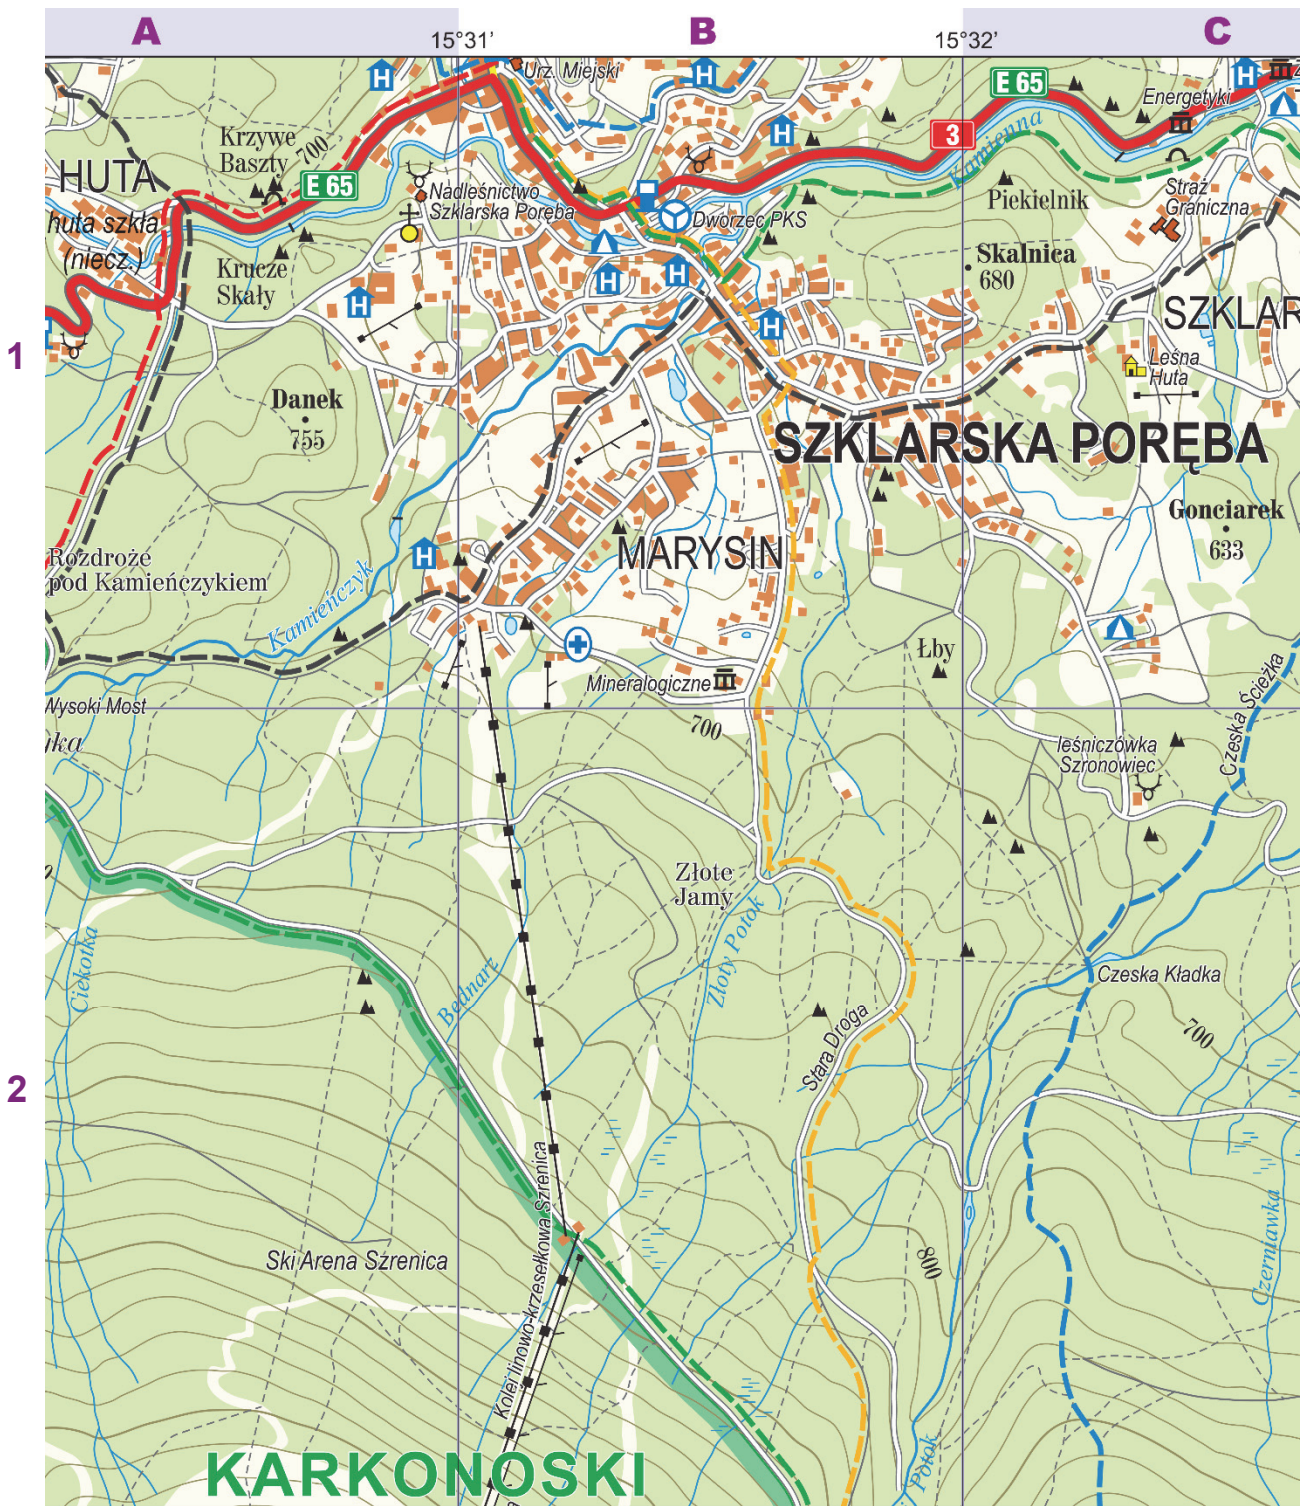 A
B
C
15°31'
15°32'
1
2
Urz. Miejski
H
H
H
E 65
Energetyki
Krzywe
Baszty
700
H
3
Kamienna
HUTA
E 65
Nadleśnictwo
Szklarska Poręba
Piekielnik
Straż
Graniczna
huta szkła
(niecz.)
Dworzec PKS
Krucze
Skały
Skalnica
680
H
H
H
H
SZKLAR
Leśna
Huta
Danek
755
SZKLARSKA PORĘBA
Gonciarek
633
MARYSIN
H
Rozdroże
pod Kamieńczykiem
Kamieńczyk
Łby
Mineralogiczne
Czeska Ścieżka
Wysoki Most
700
yka
leśniczówka
Szronowiec
Złote
Jamy
Ciekotka
Bednarz
Złoty Potok
Czeska Kładka
Stara Droga
700
Kolej linowo-krzesełkowa Szrenica
Ski Arena Szrenica
800
Czerniawka
KARKONOSKI
Potok